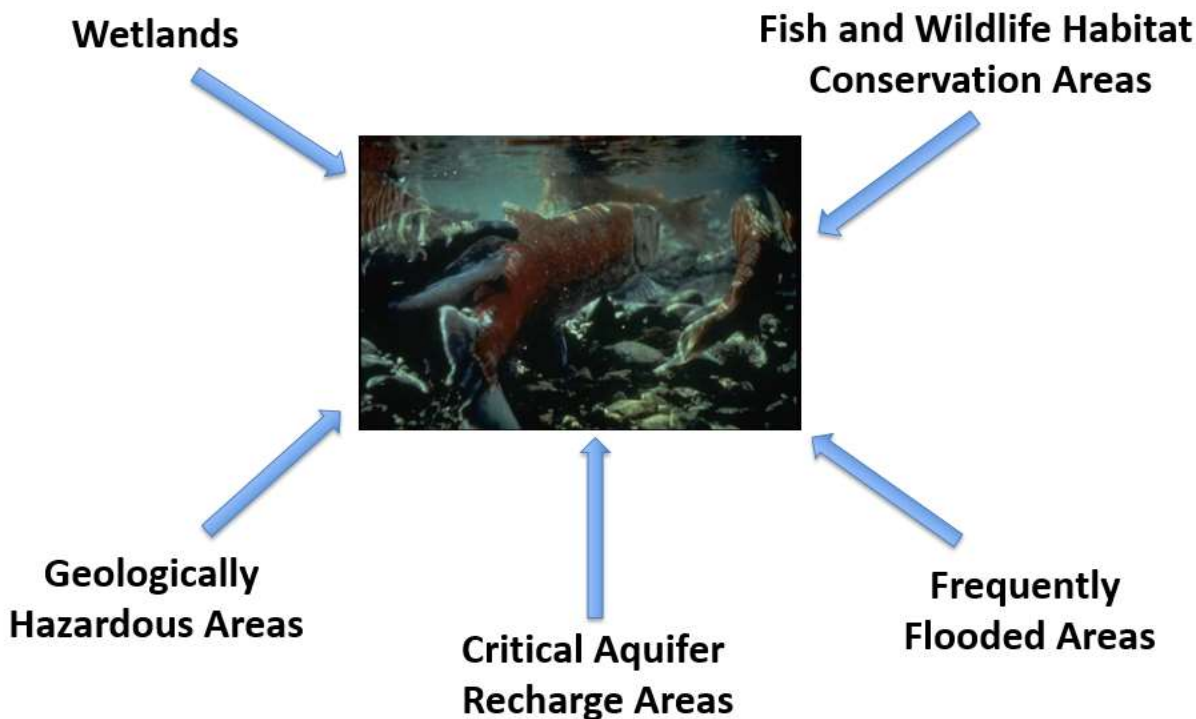 Wetlands
Fish and Wildlife Habitat
Conservation Areas
Geologically
Hazardous Areas
Critical Aquifer
Recharge Areas
Frequently
Flooded Areas